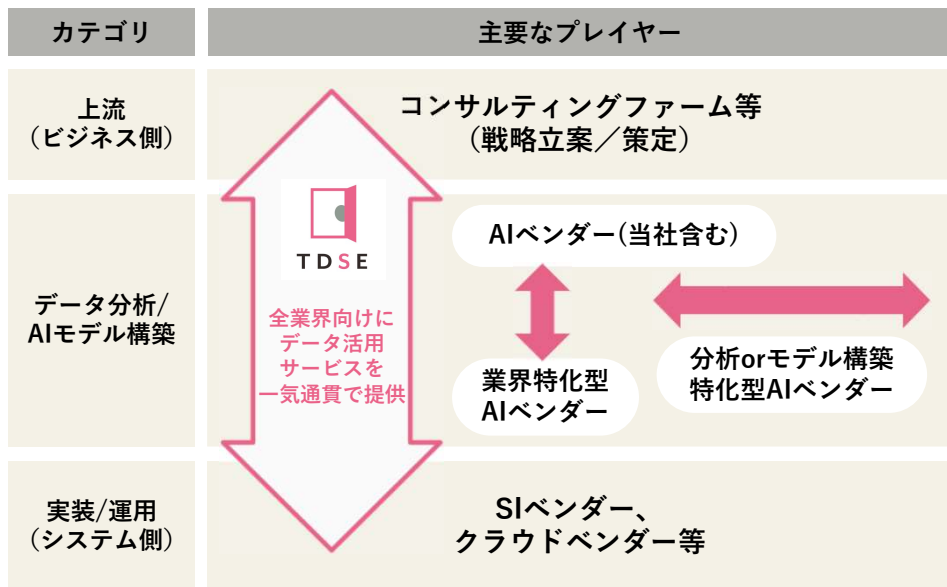 カテゴリ
主要なプレイヤー
上流
(ビジネス側)
コンサルティングファーム等
(戦略立案／策定)
データ分析/
AIモデル構築
TDSE
全業界向けに
データ活用
サービスを
一気通貫で提供
AIベンダー(当社含む)
業界特化型
AIベンダー
分析orモデル構築
特化型AIベンダー
実装/運用
(システム側)
SIベンダー、
クラウドベンダー等